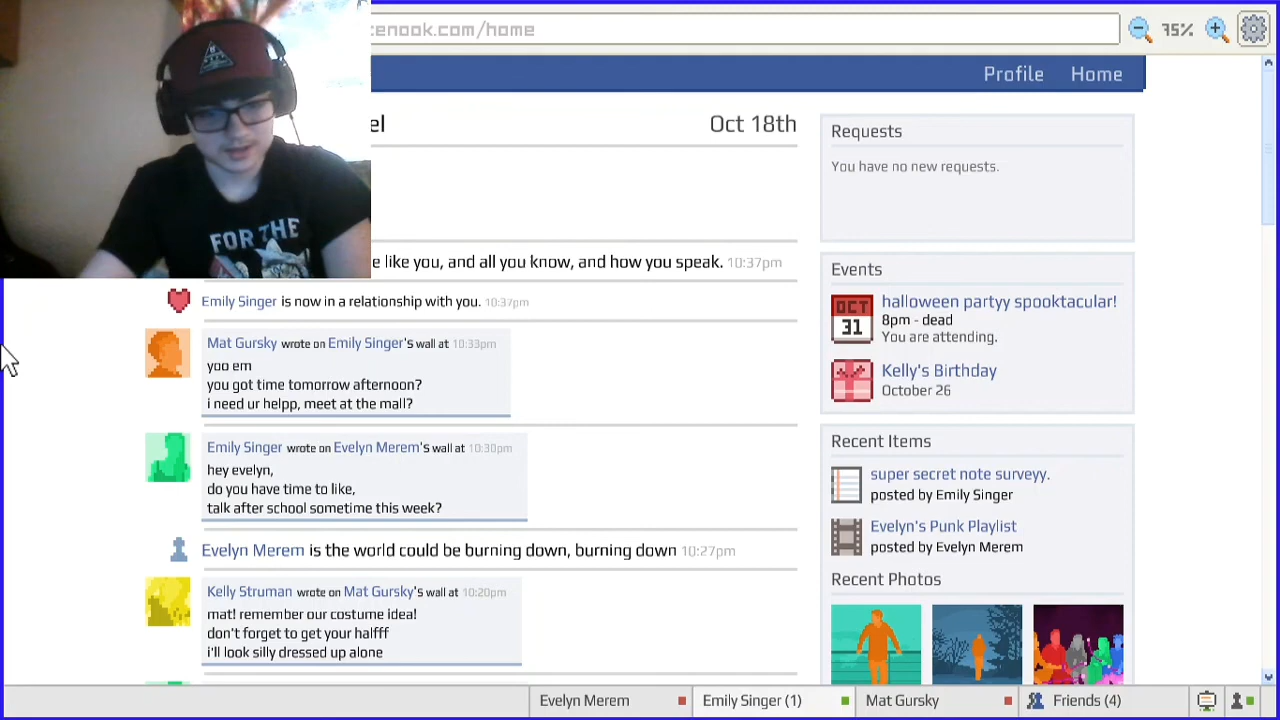 enook.com/home
75%
Profile Home
el Oct 18th
e like you, and all you know, and how you speak. 10:37pm
Emily Singer is now in a relationship with you. 10:37pm
Mat Gursky wrote on Emily Singer's wall at 10:33pm
yoo em
you got time tomorrow afternoon?
i need ur helpp, meet at the mall?
Emily Singer wrote on Evelyn Merem's wall at 10:30pm
hey evelyn,
do you have time to like,
talk after school sometime this week?
Evelyn Merem is the world could be burning down, burning down 10:27pm
Kelly Struman wrote on Mat Gursky's wall at 10:20pm
mat! remember our costume idea!
don't forget to get your halfff
i'll look silly dressed up alone
Requests
You have no new requests.
Events
OCT
31
halloween partyy spooktacular!
8pm - dead
You are attending.
Kelly's Birthday
October 26
Recent Items
super secret note surveyy.
posted by Emily Singer
Evelyn's Punk Playlist
posted by Evelyn Merem
Recent Photos
FOR THE
Evelyn Merem Emily Singer (1) Mat Gursky Friends (4)